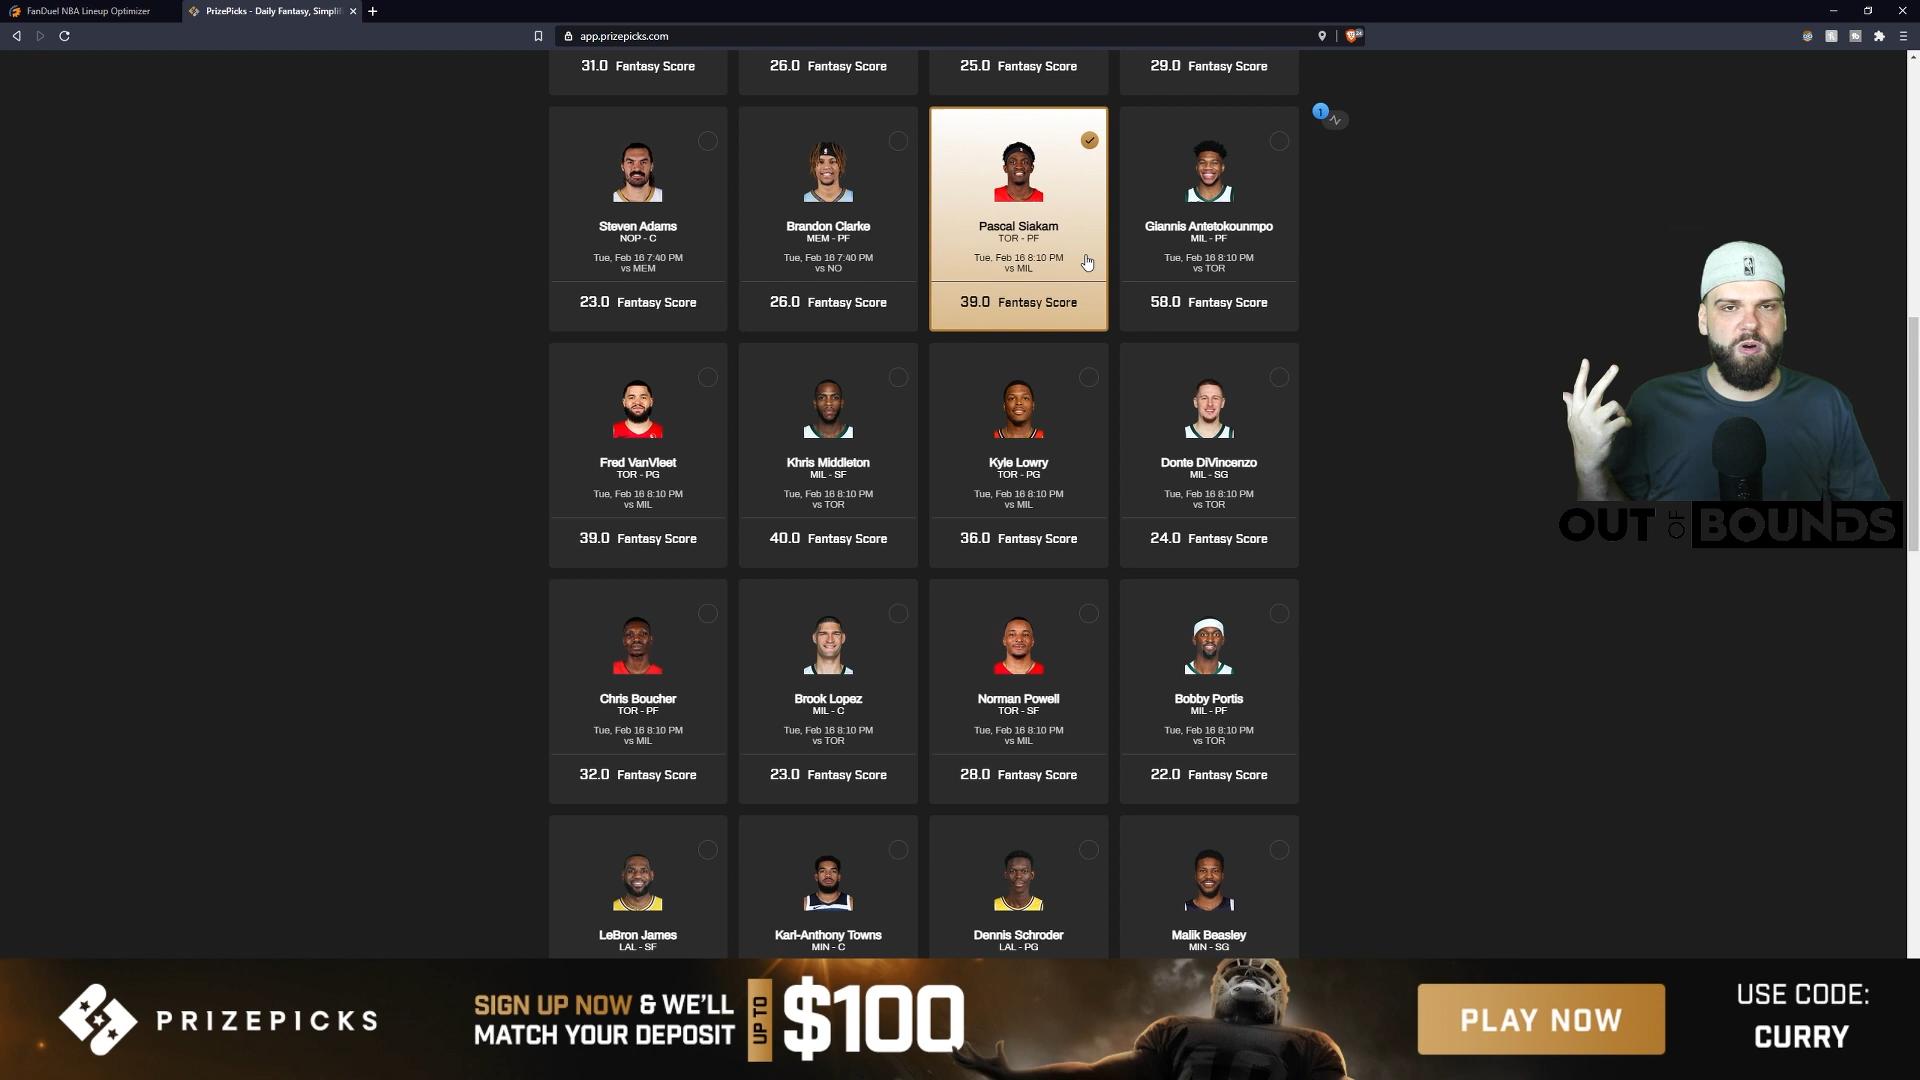 FanDuel NBA Lineup Optimizer
PrizePicks - Daily Fantasy, Simplifi
app.prizepicks.com
24
31.0 Fantasy Score
26.0 Fantasy Score
25.0 Fantasy Score
29.0 Fantasy Score
1
Steven Adams
NOP - C
Tue, Feb 16 7:40 PM
vs MEM
23.0 Fantasy Score
Brandon Clarke
MEM - PF
Tue, Feb 16 7:40 PM
vs NO
26.0 Fantasy Score
Pascal Siakam
TOR - PF
Tue, Feb 16 8:10 PM
vs MIL
39.0 Fantasy Score
Giannis Antetokounmpo
MIL - PF
Tue, Feb 16 8:10 PM
vs TOR
58.0 Fantasy Score
Fred VanVleet
TOR - PG
Tue, Feb 16 8:10 PM
vs MIL
39.0 Fantasy Score
Khris Middleton
MIL - SF
Tue, Feb 16 8:10 PM
vs TOR
40.0 Fantasy Score
Kyle Lowry
TOR - PG
Tue, Feb 16 8:10 PM
vs MIL
36.0 Fantasy Score
Donte DiVincenzo
MIL - SG
Tue, Feb 16 8:10 PM
vs TOR
24.0 Fantasy Score
OUT OF BOUNDS
Chris Boucher
TOR - PF
Tue, Feb 16 8:10 PM
vs MIL
32.0 Fantasy Score
Brook Lopez
MIL - C
Tue, Feb 16 8:10 PM
vs TOR
23.0 Fantasy Score
Norman Powell
TOR - SF
Tue, Feb 16 8:10 PM
vs MIL
28.0 Fantasy Score
Bobby Portis
MIL - PF
Tue, Feb 16 8:10 PM
vs TOR
22.0 Fantasy Score
LeBron James
LAL - SF
Karl-Anthony Towns
MIN - C
Dennis Schroder
LAL - PG
Malik Beasley
MIN - SG
PRIZEPICKS
SIGN UP NOW & WE'LL
MATCH YOUR DEPOSIT
UP TO
$100
PLAY NOW
USE CODE:
CURRY